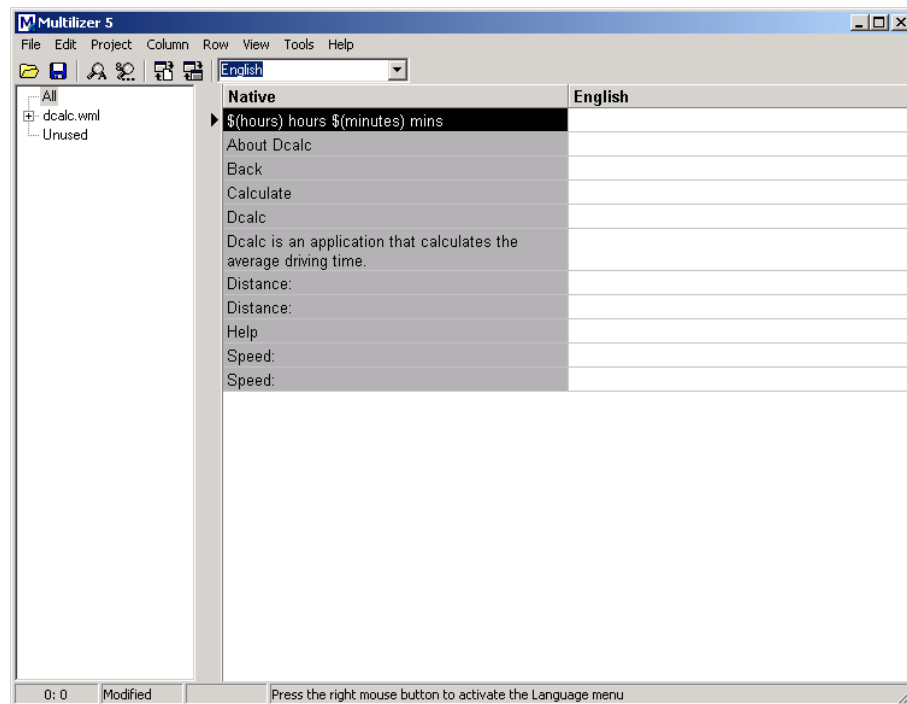 Multilizer 5
File Edit Project Column Row View Tools Help
English
All
dcalc.wml
Unused
Native English
$(hours) hours $(minutes) mins
About Dcalc
Back
Calculate
Dcalc
Dcalc is an application that calculates the
average driving time.
Distance:
Distance:
Help
Speed:
Speed:
0: 0 Modified Press the right mouse button to activate the Language menu